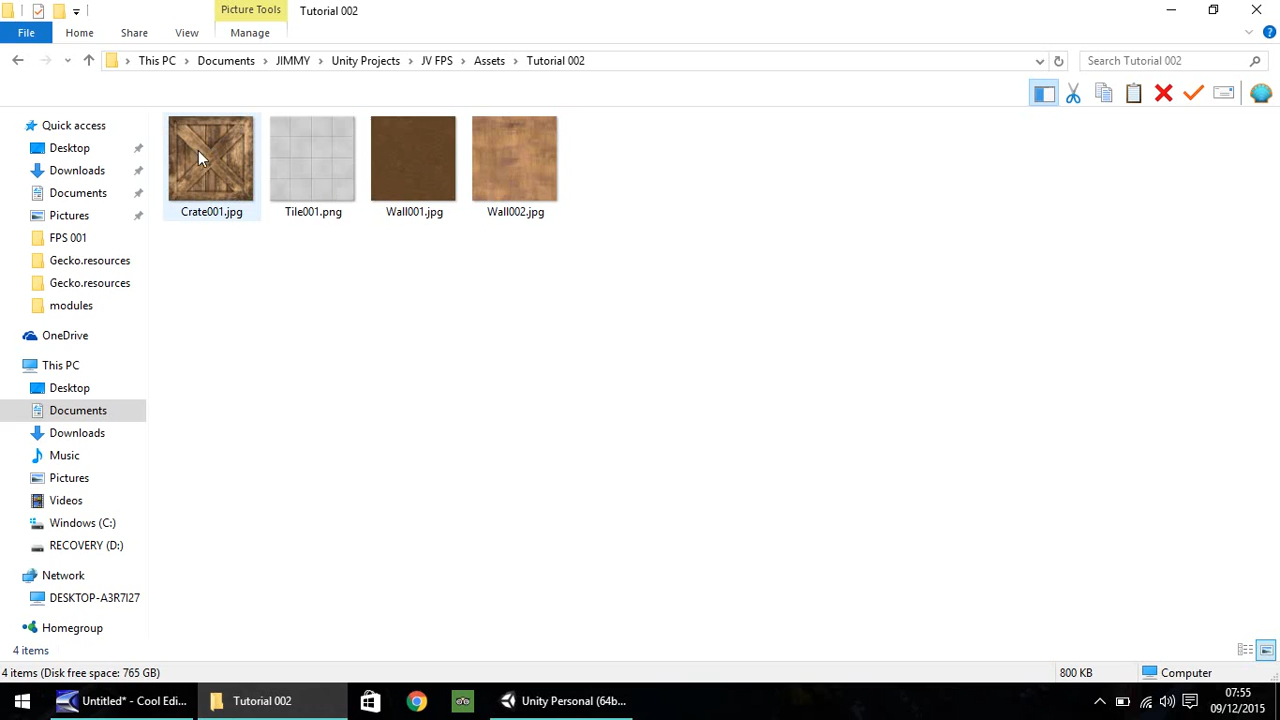 Picture Tools
Tutorial 002
File
Home
Share
View
Manage
This PC
Documents
JIMMY
Unity Projects
JV FPS
Assets
Tutorial 002
Search Tutorial 002
Quick access
Desktop
Downloads
Documents
Pictures
FPS 001
Gecko.resources
Gecko.resources
modules
OneDrive
This PC
Desktop
Documents
Downloads
Music
Pictures
Videos
Windows (C:)
RECOVERY (D:)
Network
DESKTOP-A3R7I27
Homegroup
Crate001.jpg
Tile001.png
Wall001.jpg
Wall002.jpg
4 items
4 items (Disk free space: 765 GB)
800 KB
Computer
Untitled* - Cool Edi...
Tutorial 002
Unity Personal (64b...
07:55
09/12/2015